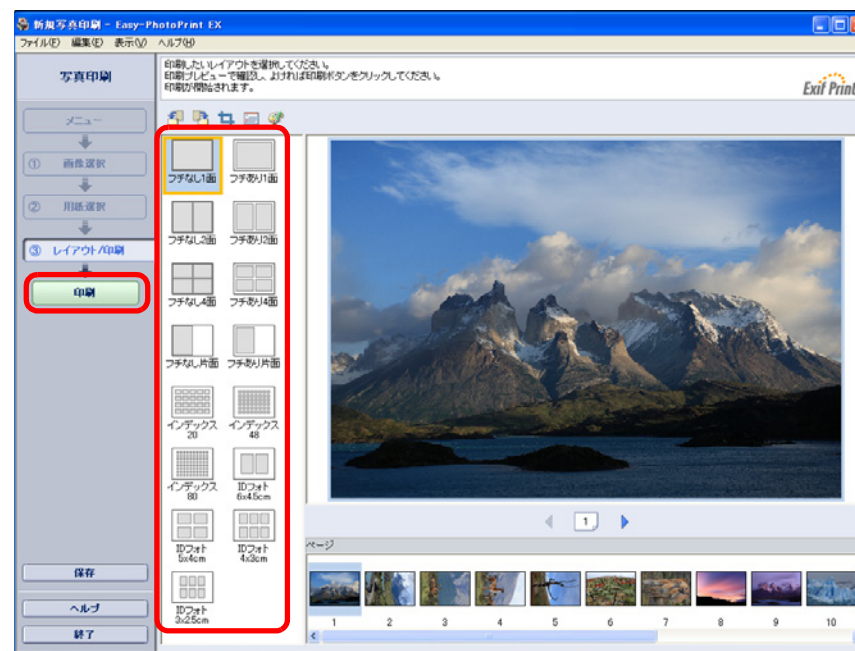 新規写真印刷 - Easy-PhotoPrint EX
ファイル(F) 編集(E) 表示(V) ヘルプ(H)
写真印刷
印刷したいレイアウトを選択してください。
印刷プレビューで確認し、よければ印刷ボタンをクリックしてください。
印刷が開始されます。
Exif Print
メニュー
① 画像選択
② 用紙選択
③ レイアウト/印刷
印刷
フチなし1面 フチあり1面
フチなし2面 フチあり2面
フチなし4面 フチあり4面
フチなし片面 フチあり片面
インデックス インデックス
20 48
インデックス IDフォト
80 6x4.5cm
IDフォト IDフォト
5x4cm 4x3cm
IDフォト
3x2.5cm
1
ページ
1 2 3 4 5 6 7 8 9 10
保存
ヘルプ
終了